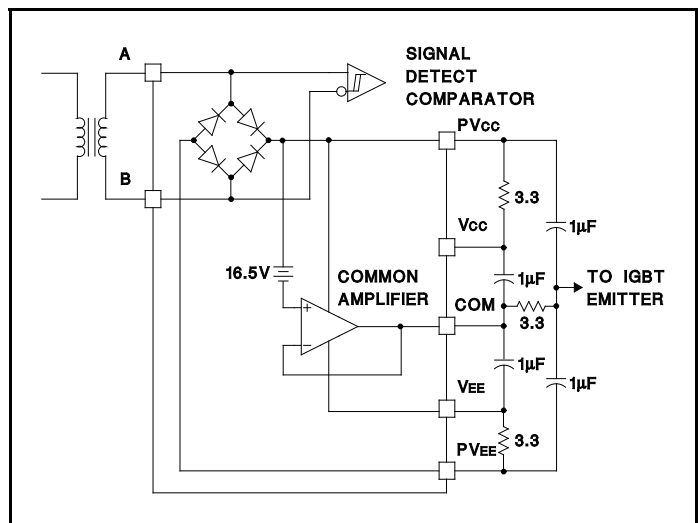 A
SIGNAL
DETECT
COMPARATOR
PVCC
B
3.3
1µF
VCC
16.5V
1µF
COMMON
AMPLIFIER
COM
TO IGBT
EMITTER
+
3.3
−
1µF
1µF
VEE
3.3
PVEE